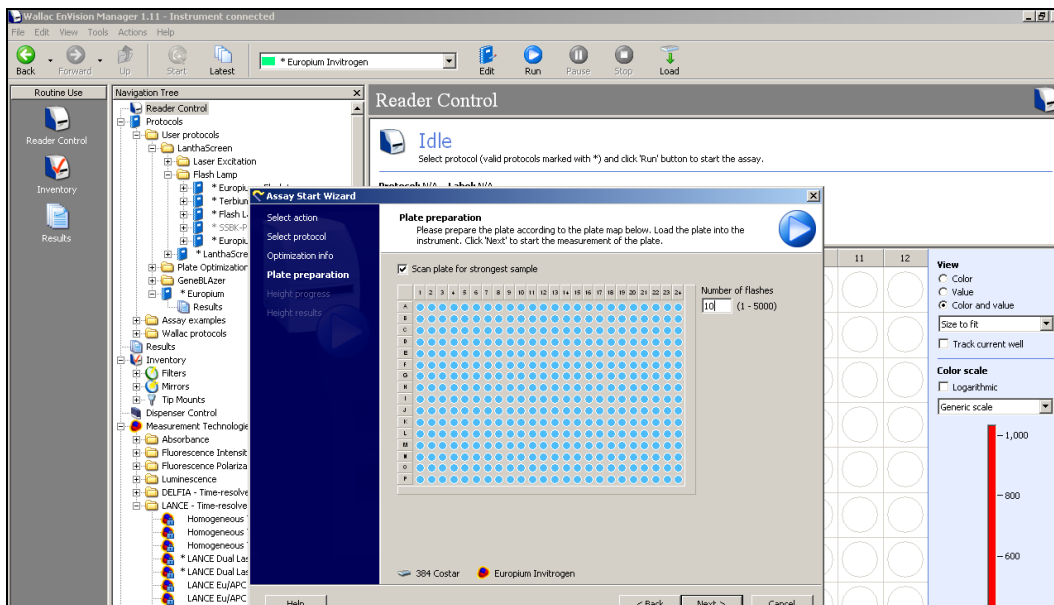 Wallac EnVision Manager 1.11 - Instrument connected
File Edit View Tools Actions Help
Back Forward Up Start Latest * Europium Invitrogen Edit Run Pause Stop Load
Routine Use
Reader Control
Inventory
Results
Navigation Tree
Reader Control
Protocols
User protocols
LanthaScreen
Laser Excitation
Flash Lamp
* Europiu
* Terbiun
* Flash L
* SSBK-P
* Europiu
* LanthaScre
Plate Optimization
GeneBLAzer
* Europium
Results
Assay examples
Wallac protocols
Results
Inventory
Filters
Mirrors
Tip Mounts
Dispenser Control
Measurement Technologie
Absorbance
Fluorescence Intensit
Fluorescence Polariza
Luminescence
DELFIA - Time-resolve
LANCE - Time-resolve
Homogeneous
Homogeneous
Homogeneous
* LANCE Dual Las
* LANCE Dual Las
LANCE Eu/APC
LANCE Eu/APC
Reader Control
Idle
Select protocol (valid protocols marked with *) and click 'Run' button to start the assay.
Protocol: N/A Label: N/A
Assay Start Wizard
Select action
Select protocol
Optimization info
Plate preparation
Height progress
Height results
Plate preparation
Please prepare the plate according to the plate map below. Load the plate into the
instrument. Click 'Next' to start the measurement of the plate.
Scan plate for strongest sample
1 2 3 4 5 6 7 8 9 10 11 12 13 14 15 16 17 18 19 20 21 22 23 24
A
B
C
D
E
F
G
H
I
J
K
L
M
N
O
P
Number of flashes
10 (1 - 5000)
384 Costar Europium Invitrogen
Help < Back Next > Cancel
11 12
View
Color
Value
Color and value
Size to fit
Track current well
Color scale
Logarithmic
Generic scale
1,000
800
600